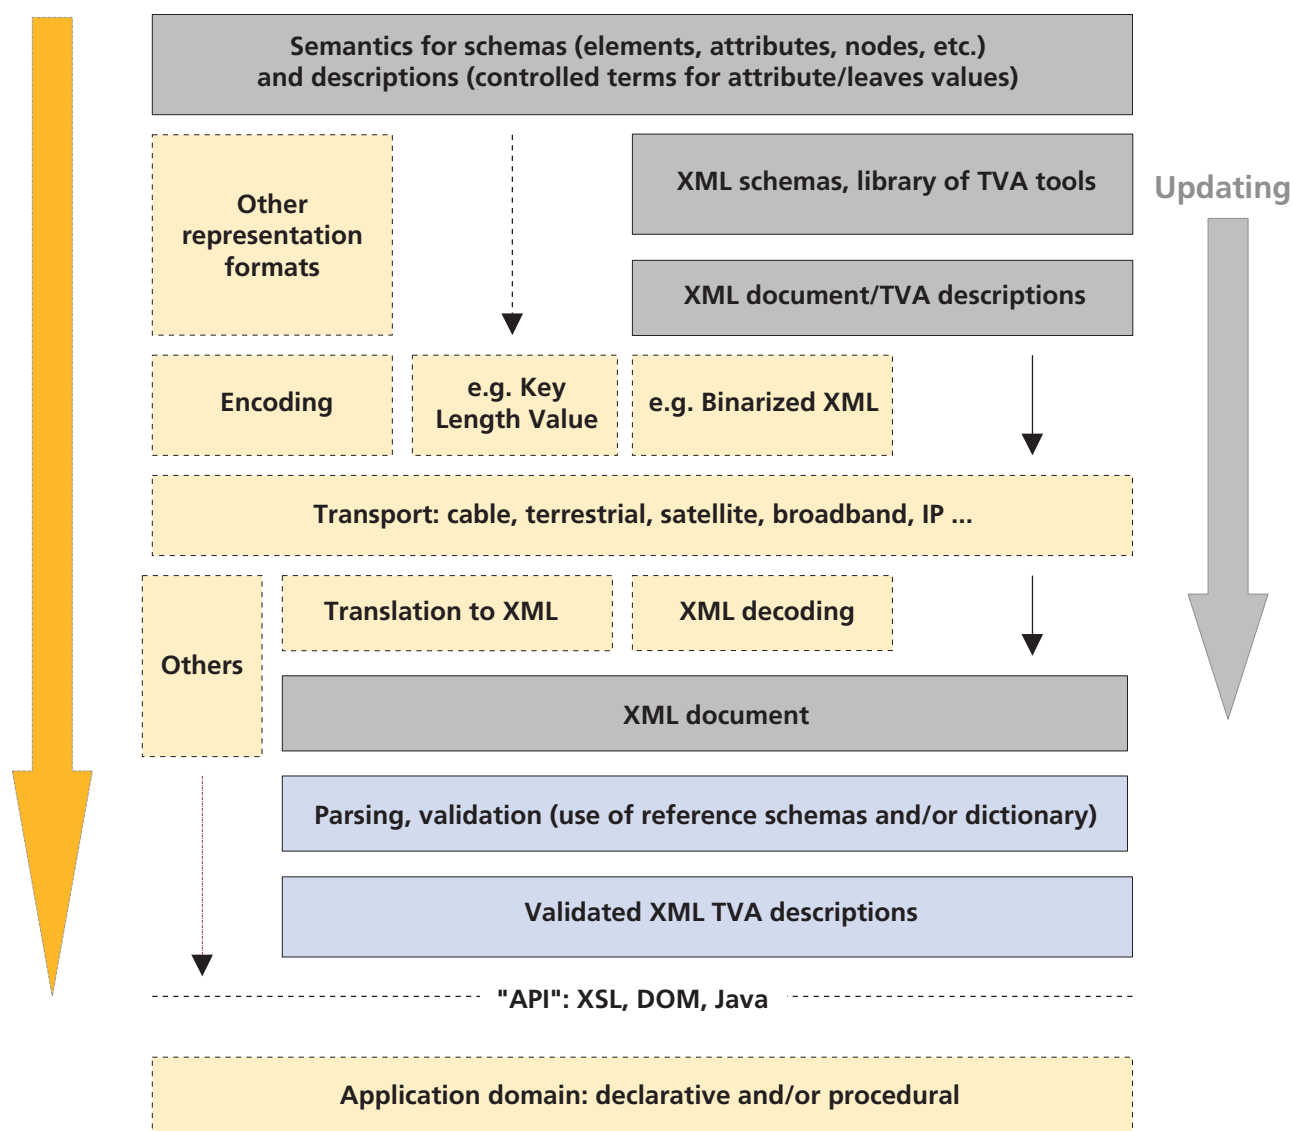 Semantics for schemas (elements, attributes, nodes, etc.)
and descriptions (controlled terms for attribute/leaves values)
Other
representation
formats
XML schemas, library of TVA tools
Updating
XML document/TVA descriptions
Encoding
e.g. Key
Length Value
e.g. Binarized XML
Transport: cable, terrestrial, satellite, broadband, IP ...
Others
Translation to XML
XML decoding
XML document
Parsing, validation (use of reference schemas and/or dictionary)
Validated XML TVA descriptions
"API": XSL, DOM, Java
Application domain: declarative and/or procedural